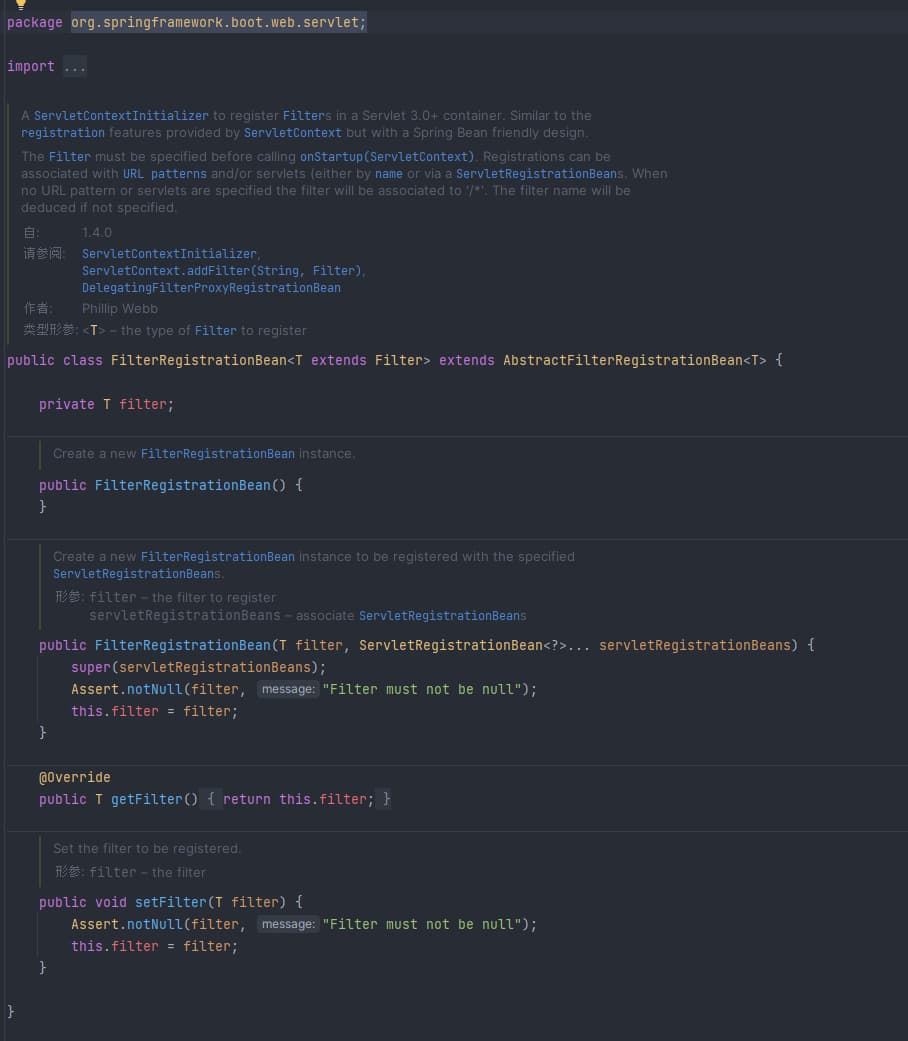 package org.springframework.boot.web.servlet;
import ...
A ServletContextInitializer to register Filters in a Servlet 3.0+ container. Similar to the
registration features provided by ServletContext but with a Spring Bean friendly design.
The Filter must be specified before calling onStartup(ServletContext). Registrations can be
associated with URL patterns and/or servlets (either by name or via a ServletRegistrationBeans. When
no URL pattern or servlets are specified the filter will be associated to '/*'. The filter name will be
deduced if not specified.
自: 1.4.0
请参阅: ServletContextInitializer,
ServletContext.addFilter(String, Filter),
DelegatingFilterProxyRegistrationBean
作者: Phillip Webb
类型形参: <T> – the type of Filter to register
public class FilterRegistrationBean<T extends Filter> extends AbstractFilterRegistrationBean<T> {
private T filter;
Create a new FilterRegistrationBean instance.
public FilterRegistrationBean() {
}
Create a new FilterRegistrationBean instance to be registered with the specified
ServletRegistrationBeans.
形参: filter – the filter to register
servletRegistrationBeans – associate ServletRegistrationBeans
public FilterRegistrationBean(T filter, ServletRegistrationBean<?>... servletRegistrationBeans) {
super(servletRegistrationBeans);
Assert.notNull(filter, message: "Filter must not be null");
this.filter = filter;
}
@Override
public T getFilter() { return this.filter; }
Set the filter to be registered.
形参: filter – the filter
public void setFilter(T filter) {
Assert.notNull(filter, message: "Filter must not be null");
this.filter = filter;
}
}